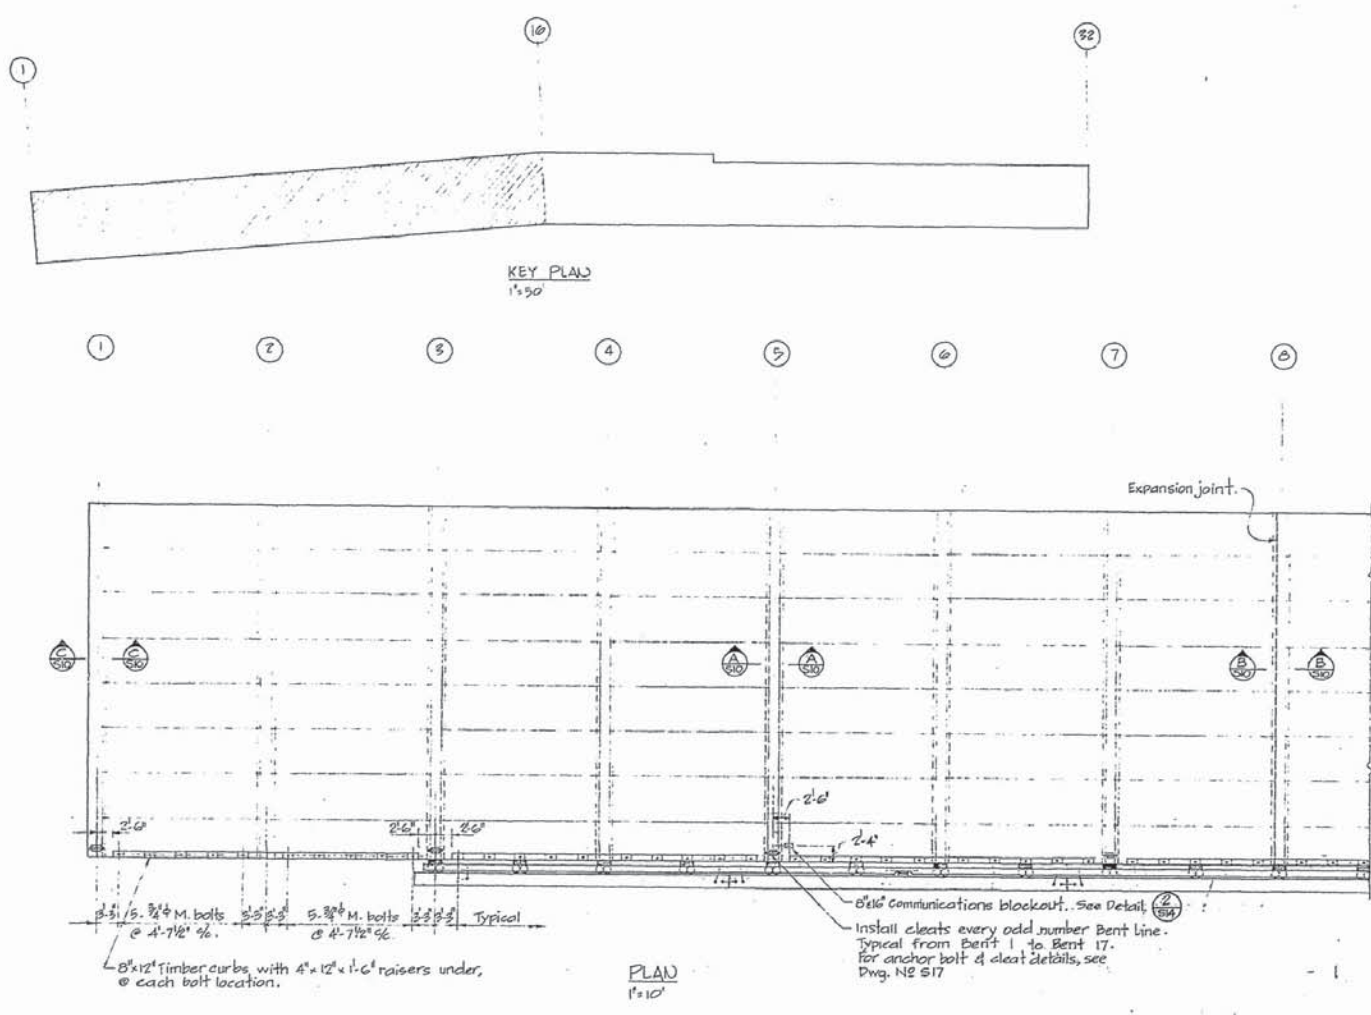 1
16
32
KEY PLAN
1"=50'
1
2
3
4
5
6
7
8
Expansion joint.
C
S10
C
S10
A
S10
A
S10
B
S10
B
S10
2'-6"
2'-6"
2'-6"
2'-6"
2'-4"
3'-3"
5-3/4"ϕ M. bolts
@ 4'-7 1/2" c/c.
3'-3"
3'-3"
5-3/4"ϕ M. bolts
@ 4'-7 1/2" c/c
3'-3"
3'-3"
Typical
8"x12" Timber curbs with 4"x12"x1'-6" raisers under,
@ each bolt location.
8"x16" Communications blockout. See Detail
2
S14
Install cleats every odd number Bent Line.
Typical from Bent 1 to Bent 17.
For anchor bolt & cleat details, see
Dwg. Nº S17
PLAN
1"=10'
- 1